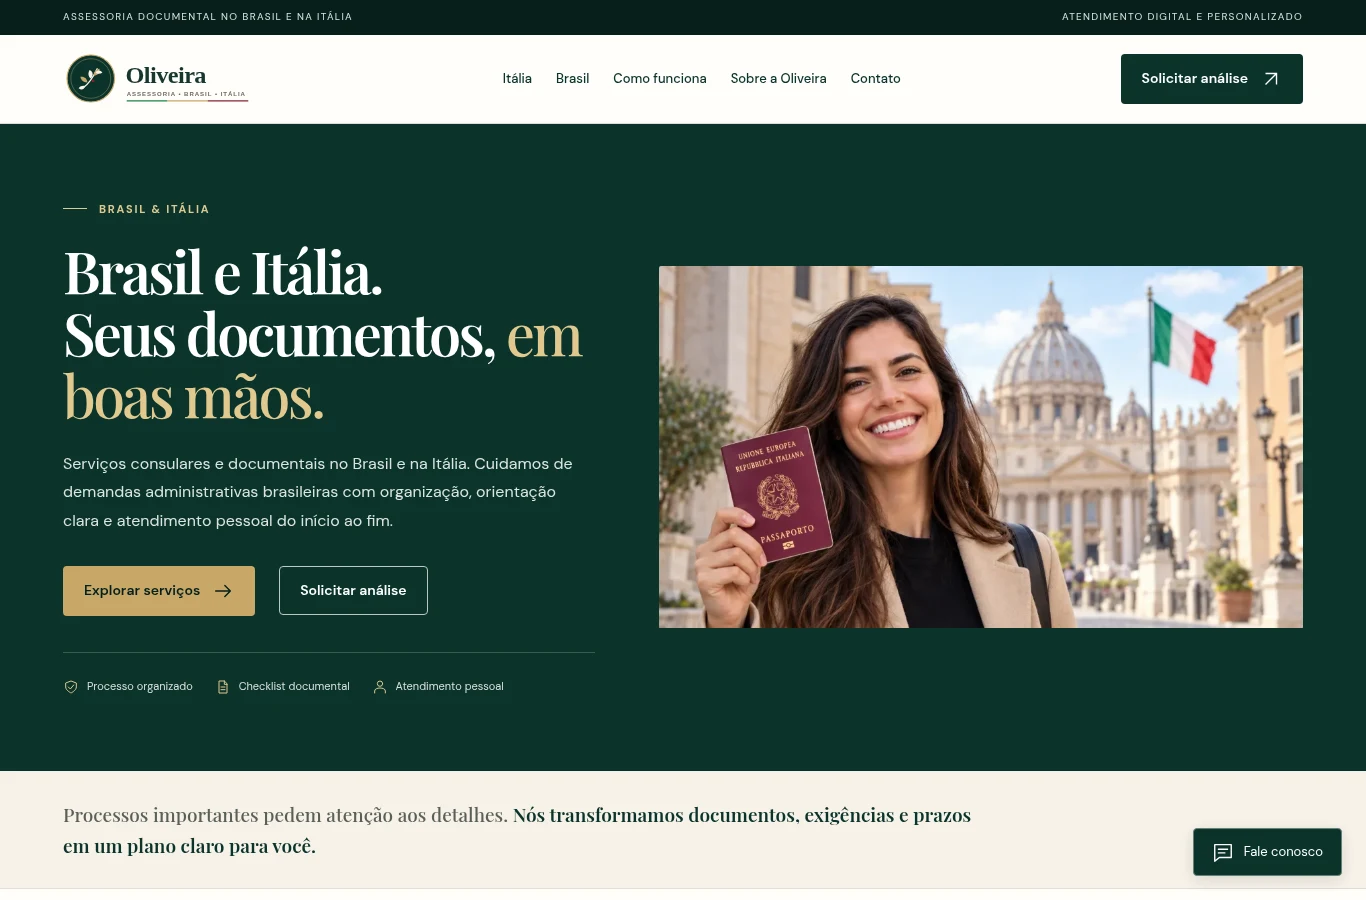 ASSESSORIA DOCUMENTAL NO BRASIL E NA ITÁLIA
ATENDIMENTO DIGITAL E PERSONALIZADO
Oliveira
ASSESSORIA • BRASIL • ITÁLIA
Itália
Brasil
Como funciona
Sobre a Oliveira
Contato
Solicitar análise
BRASIL & ITÁLIA
Brasil e Itália.
Seus documentos, em
boas mãos.
Serviços consulares e documentais no Brasil e na Itália. Cuidamos de
demandas administrativas brasileiras com organização, orientação
clara e atendimento pessoal do início ao fim.
Explorar serviços
Solicitar análise
Processo organizado
Checklist documental
Atendimento pessoal
UNIONE EUROPEA
REPUBBLICA ITALIANA
PASSAPORTO
Processos importantes pedem atenção aos detalhes. Nós transformamos documentos, exigências e prazos
em um plano claro para você.
Fale conosco